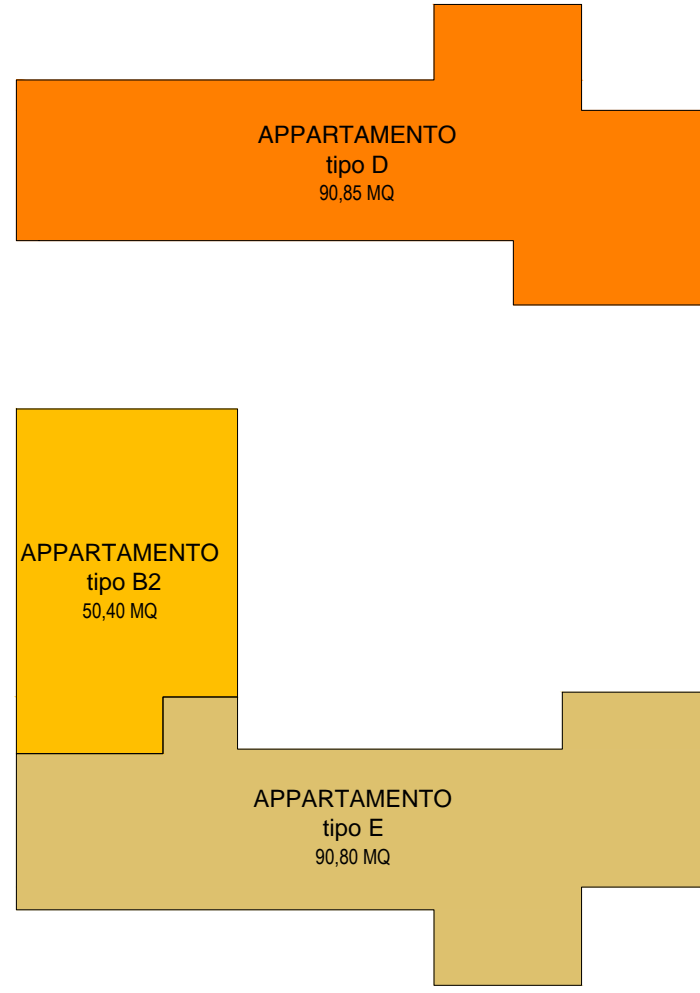 APPARTAMENTO
tipo D
90,85 MQ
APPARTAMENTO
tipo B2
50,40 MQ
APPARTAMENTO
tipo E
90,80 MQ